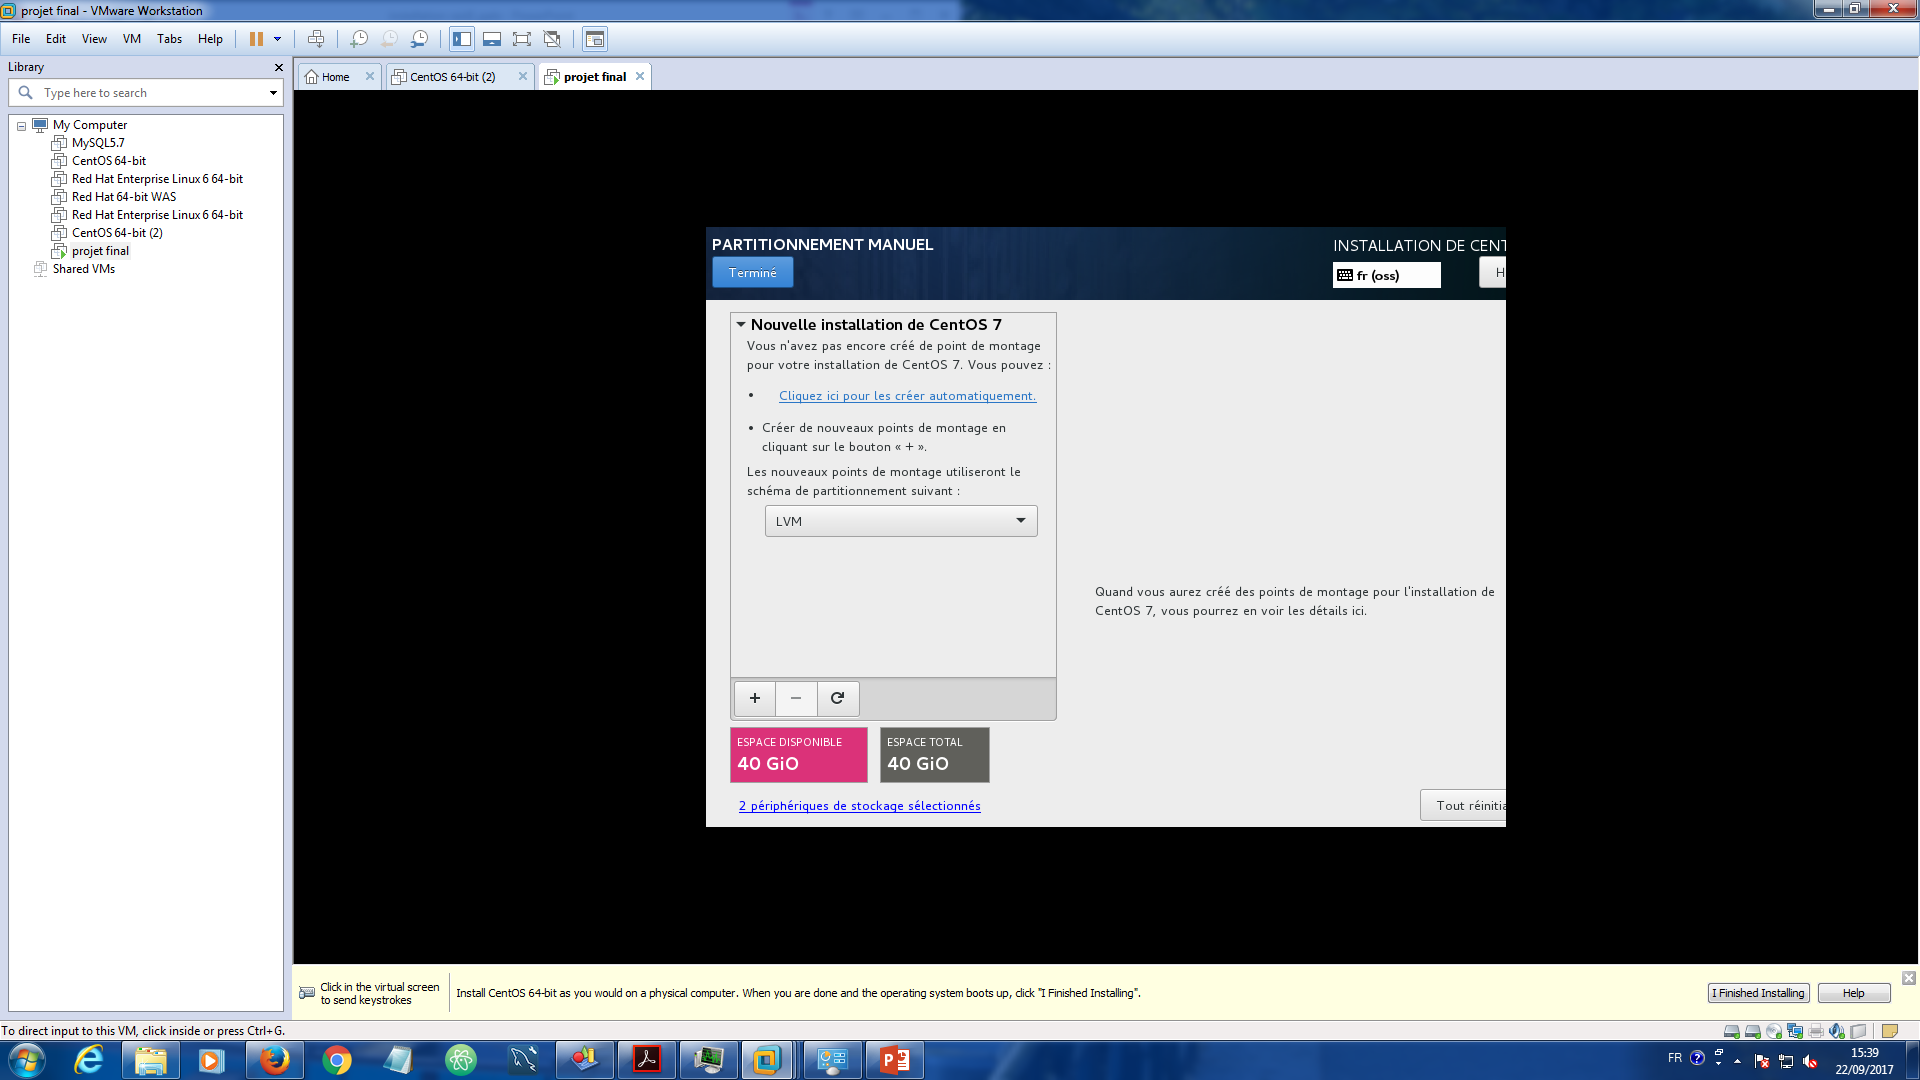 projet final - VMware Workstation
File Edit View VM Tabs Help
Library
Type here to search
My Computer
MySQL5.7
CentOS 64-bit
Red Hat Enterprise Linux 6 64-bit
Red Hat 64-bit WAS
Red Hat Enterprise Linux 6 64-bit
CentOS 64-bit (2)
projet final
Shared VMs
Home
CentOS 64-bit (2)
projet final
PARTITIONNEMENT MANUEL
Terminé
INSTALLATION DE CENT
fr (oss)
H
Nouvelle installation de CentOS 7
Vous n'avez pas encore créé de point de montage
pour votre installation de CentOS 7. Vous pouvez :
• Cliquez ici pour les créer automatiquement.
• Créer de nouveaux points de montage en
cliquant sur le bouton « + ».
Les nouveaux points de montage utiliseront le
schéma de partitionnement suivant :
LVM
Quand vous aurez créé des points de montage pour l'installation de
CentOS 7, vous pourrez en voir les détails ici.
ESPACE DISPONIBLE
40 GiO
ESPACE TOTAL
40 GiO
2 périphériques de stockage sélectionnés
Tout réinitia
Click in the virtual screen
to send keystrokes
Install CentOS 64-bit as you would on a physical computer. When you are done and the operating system boots up, click "I Finished Installing".
I Finished Installing
Help
To direct input to this VM, click inside or press Ctrl+G.
FR
15:39
22/09/2017